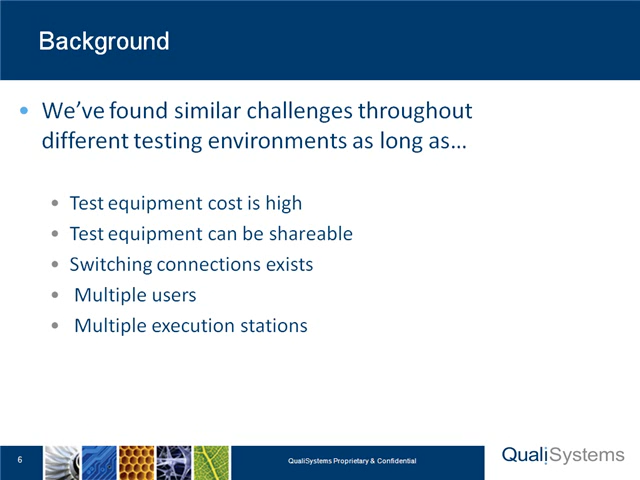 Background
• We’ve found similar challenges throughout
different testing environments as long as...
• Test equipment cost is high
• Test equipment can be shareable
• Switching connections exists
• Multiple users
• Multiple execution stations
6
QualiSystems Proprietary & Confidential
QualiSystems